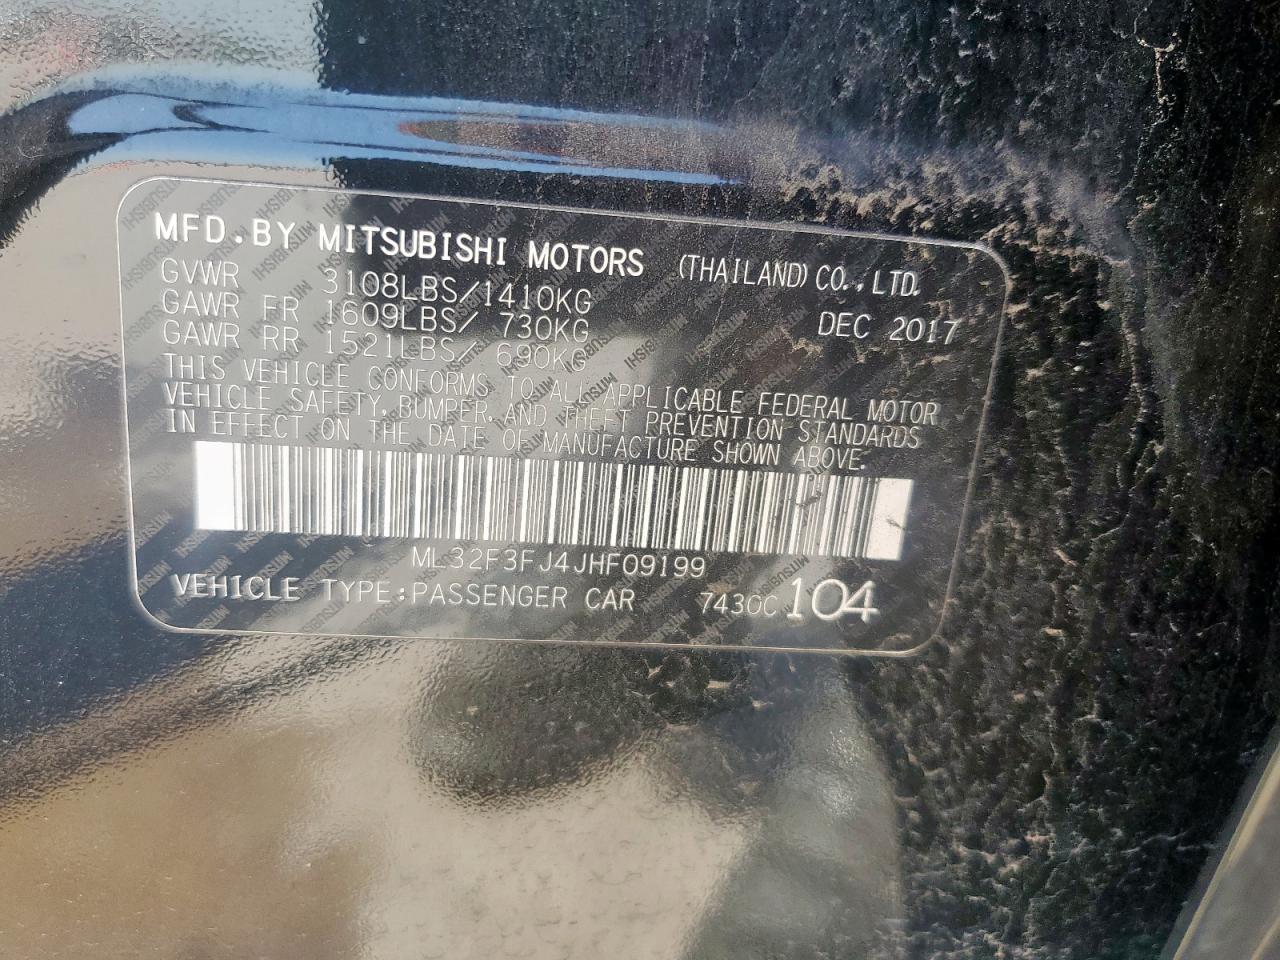 MFD.BY MITSUBISHI MOTORS (THAILAND)CO.,LTD.
GVWR 3108LBS/1410KG
GAWR FR 1609LBS/ 730KG DEC 2017
GAWR RR 1521LBS/ 690KG
THIS VEHICLE CONFORMS TO ALL APPLICABLE FEDERAL MOTOR
VEHICLE SAFETY, BUMPER, AND THEFT PREVENTION STANDARDS
IN EFFECT ON THE DATE OF MANUFACTURE SHOWN ABOVE.
ML32F3FJ4JHF09199
VEHICLE TYPE:PASSENGER CAR 7430C 104